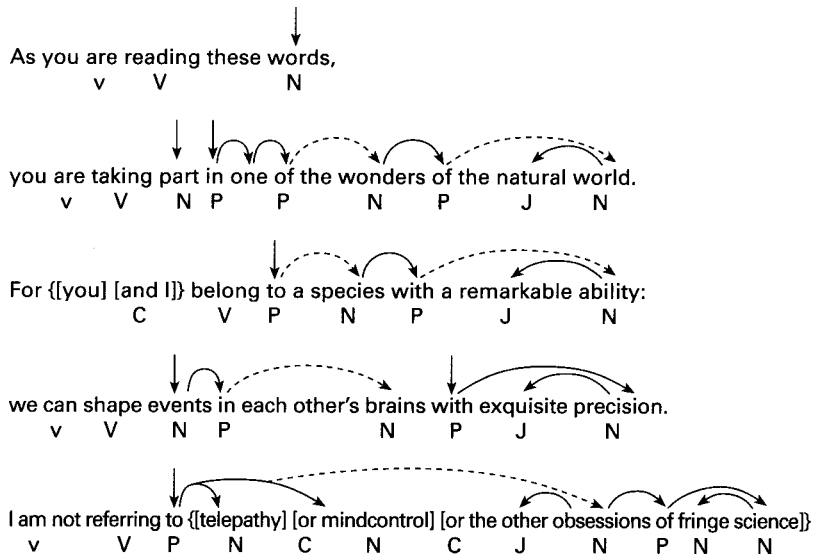 As you are reading these words,
v V N
you are taking part in one of the wonders of the natural world.
v V N P P N P J N
For {[you] [and I]} belong to a species with a remarkable ability:
C V P N P J N
we can shape events in each other's brains with exquisite precision.
v V N P N P J N
I am not referring to {[telepathy] [or mindcontrol] [or the other obsessions of fringe science]}
v V P N C N C J N P N N